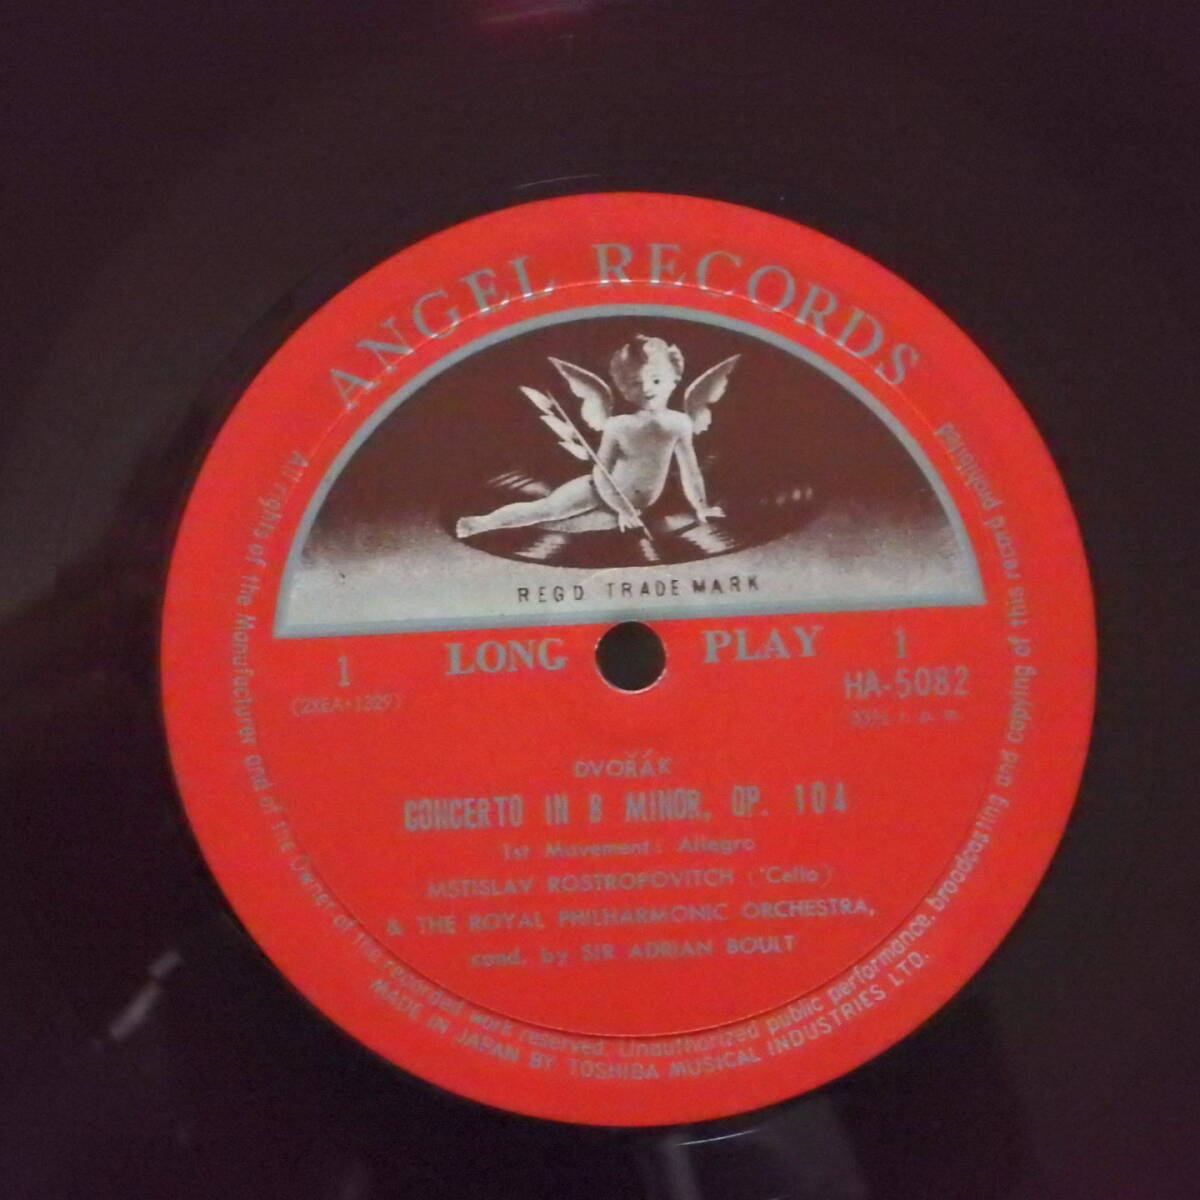 ANGEL RECORDS
REGD TRADE MARK
LONG PLAY
1
(2XEA-1329)
1
HA-5082
33⅓ r. p. m.
DVOŘÁK
CONCERTO IN B MINOR, OP. 104
1st Movement: Allegro
MSTISLAV ROSTROPOVITCH ('Cello)
& THE ROYAL PHILHARMONIC ORCHESTRA,
cond. by SIR ADRIAN BOULT
All rights of the Manufacturer and of the Owner of the recorded work reserved. Unauthorized public performance, broadcasting and copying of this record prohibited
MADE IN JAPAN BY TOSHIBA MUSICAL INDUSTRIES LTD.